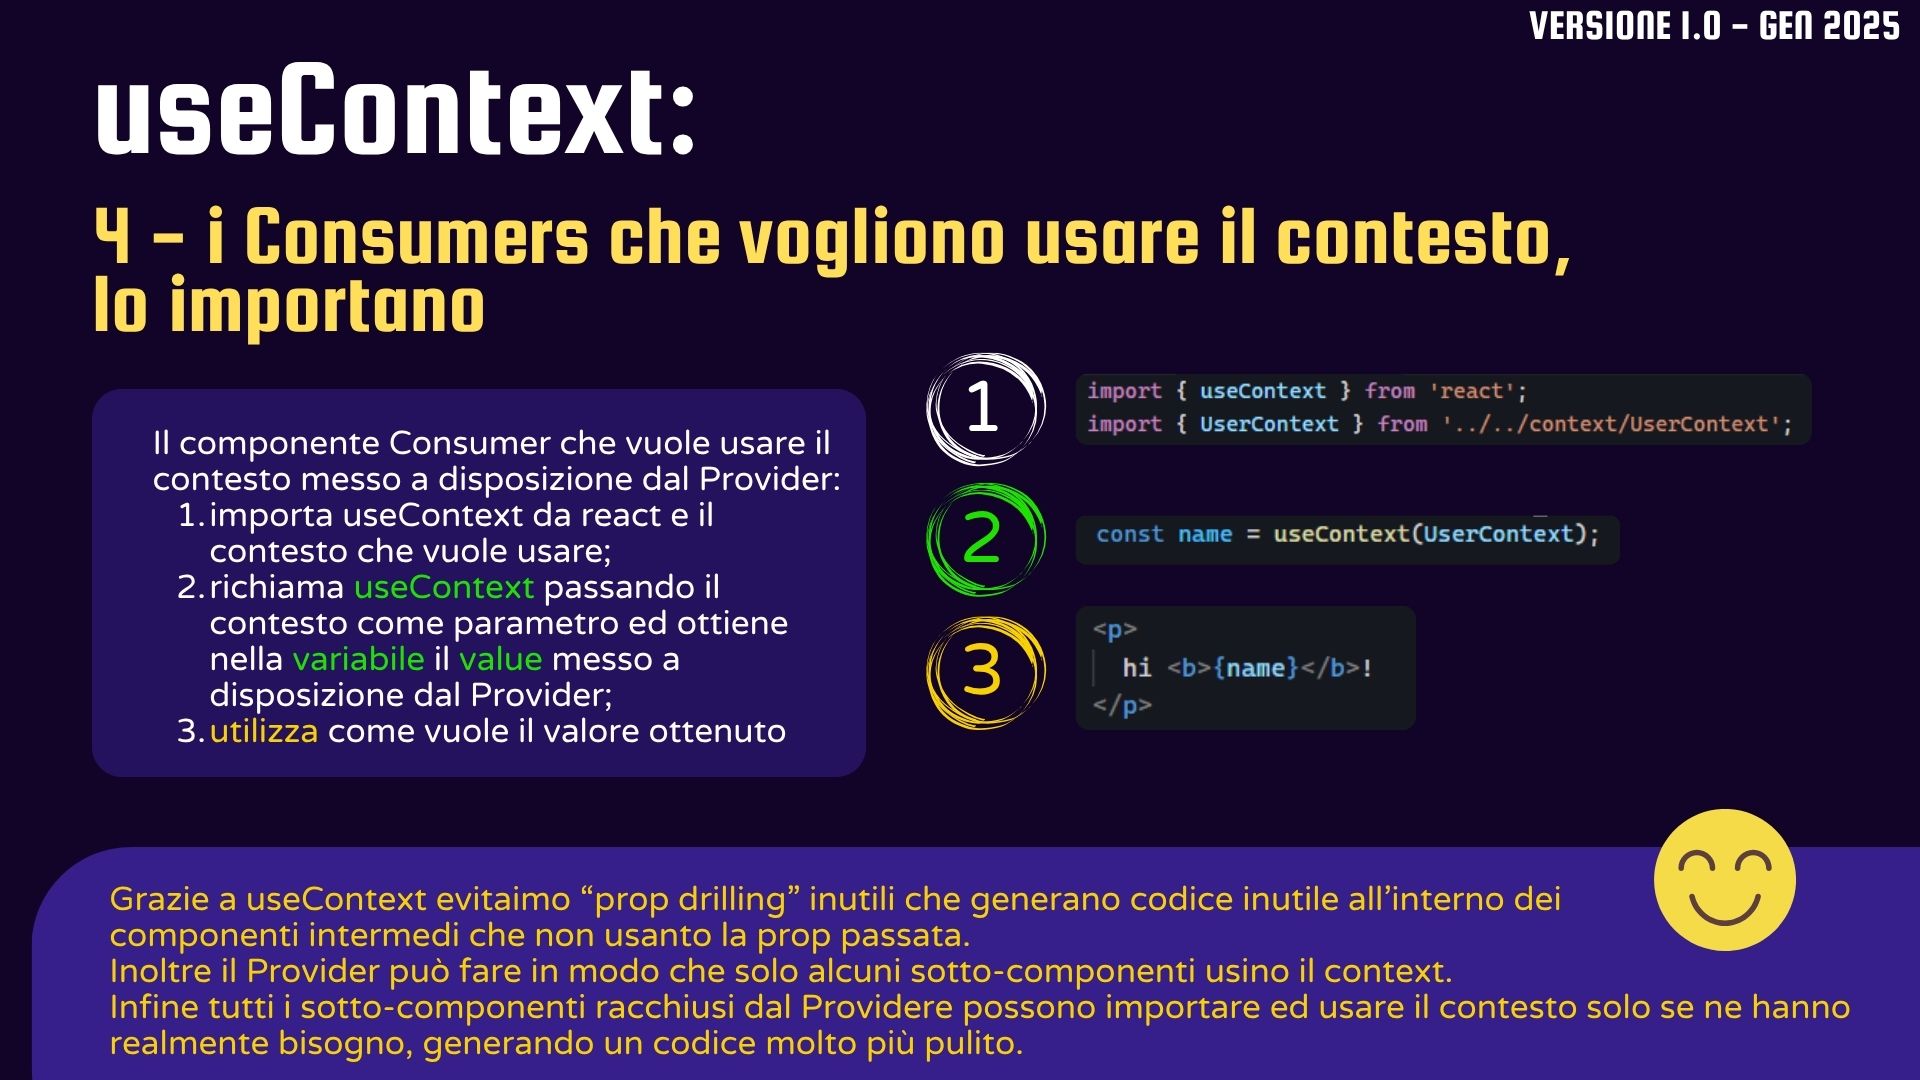 VERSIONE 1.0 - GEN 2025
useContext:
4 - i Consumers che vogliono usare il contesto,
lo importano
Il componente Consumer che vuole usare il
contesto messo a disposizione dal Provider:
1. importa useContext da react e il
contesto che vuole usare;
2. richiama useContext passando il
contesto come parametro ed ottiene
nella variabile il value messo a
disposizione dal Provider;
3. utilizza come vuole il valore ottenuto
1
import { useContext } from 'react';
import { UserContext } from '../../context/UserContext';
2
const name = useContext(UserContext);
3
<p>
hi <b>{name}</b>!
</p>
Grazie a useContext evitaimo “prop drilling” inutili che generano codice inutile all’interno dei
componenti intermedi che non usanto la prop passata.
Inoltre il Provider può fare in modo che solo alcuni sotto-componenti usino il context.
Infine tutti i sotto-componenti racchiusi dal Providere possono importare ed usare il contesto solo se ne hanno
realmente bisogno, generando un codice molto più pulito.